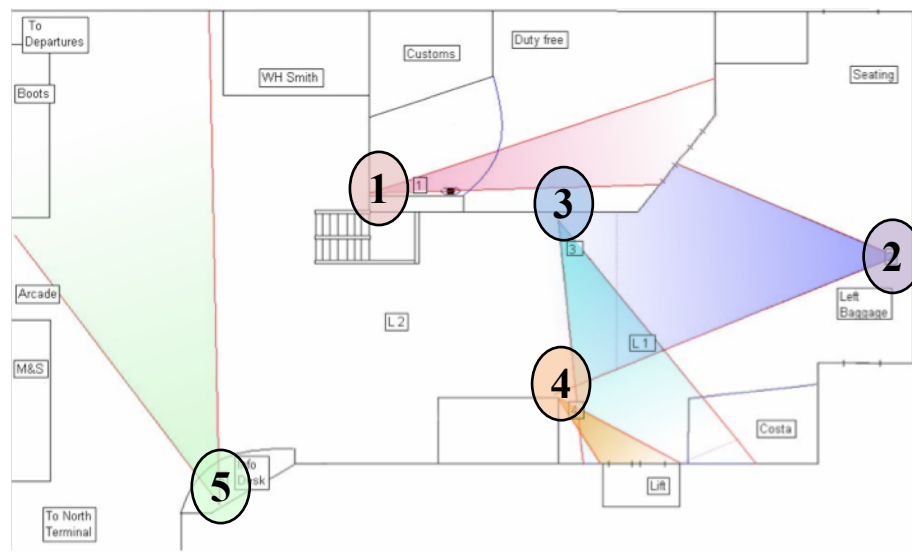 To
Departures
Customs
Duty free
WH Smith
Seating
Boots
1
1
3
2
3
Left
Baggage
Arcade
L 2
L 1
M&S
4
Costa
5
Desk
Lift
To North
Terminal